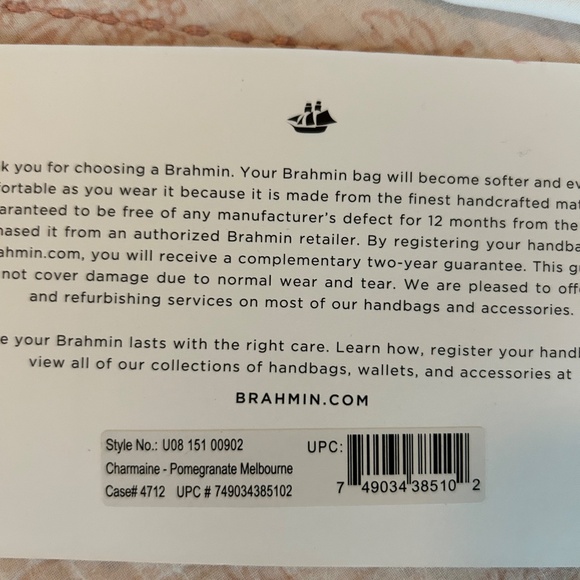 k you for choosing a Brahmin. Your Brahmin bag will become softer and ev
ortable as you wear it because it is made from the finest handcrafted mat
aranteed to be free of any manufacturer's defect for 12 months from the
hased it from an authorized Brahmin retailer. By registering your handba
ahmin.com, you will receive a complementary two-year guarantee. This gu
not cover damage due to normal wear and tear. We are pleased to offe
and refurbishing services on most of our handbags and accessories.
e your Brahmin lasts with the right care. Learn how, register your handb
view all of our collections of handbags, wallets, and accessories at
BRAHMIN.COM
Style No.: U08 151 00902
Charmaine - Pomegranate Melbourne
Case# 4712 UPC # 749034385102
UPC:
7 49034 38510 2